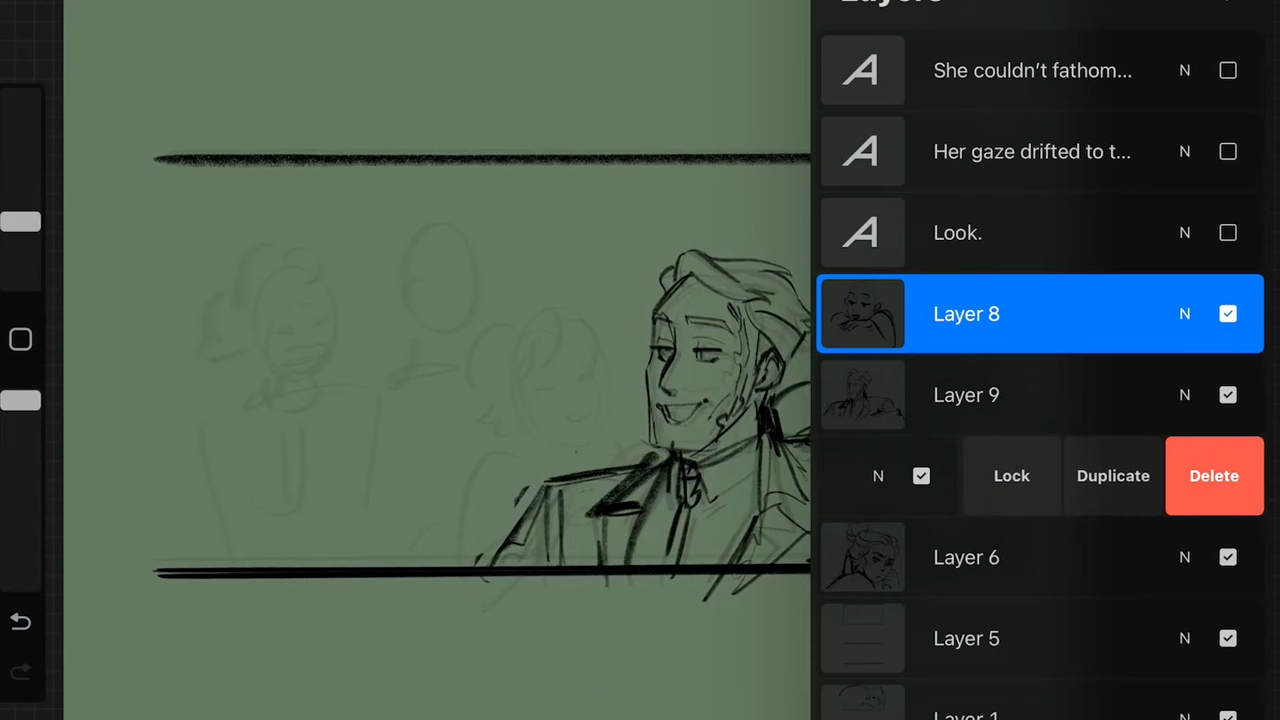 Layers
She couldn't fathom... N
Her gaze drifted to t... N
Look. N
Layer 8 N
Layer 9 N
N Lock Duplicate Delete
Layer 6 N
Layer 5 N
Layer 1 N